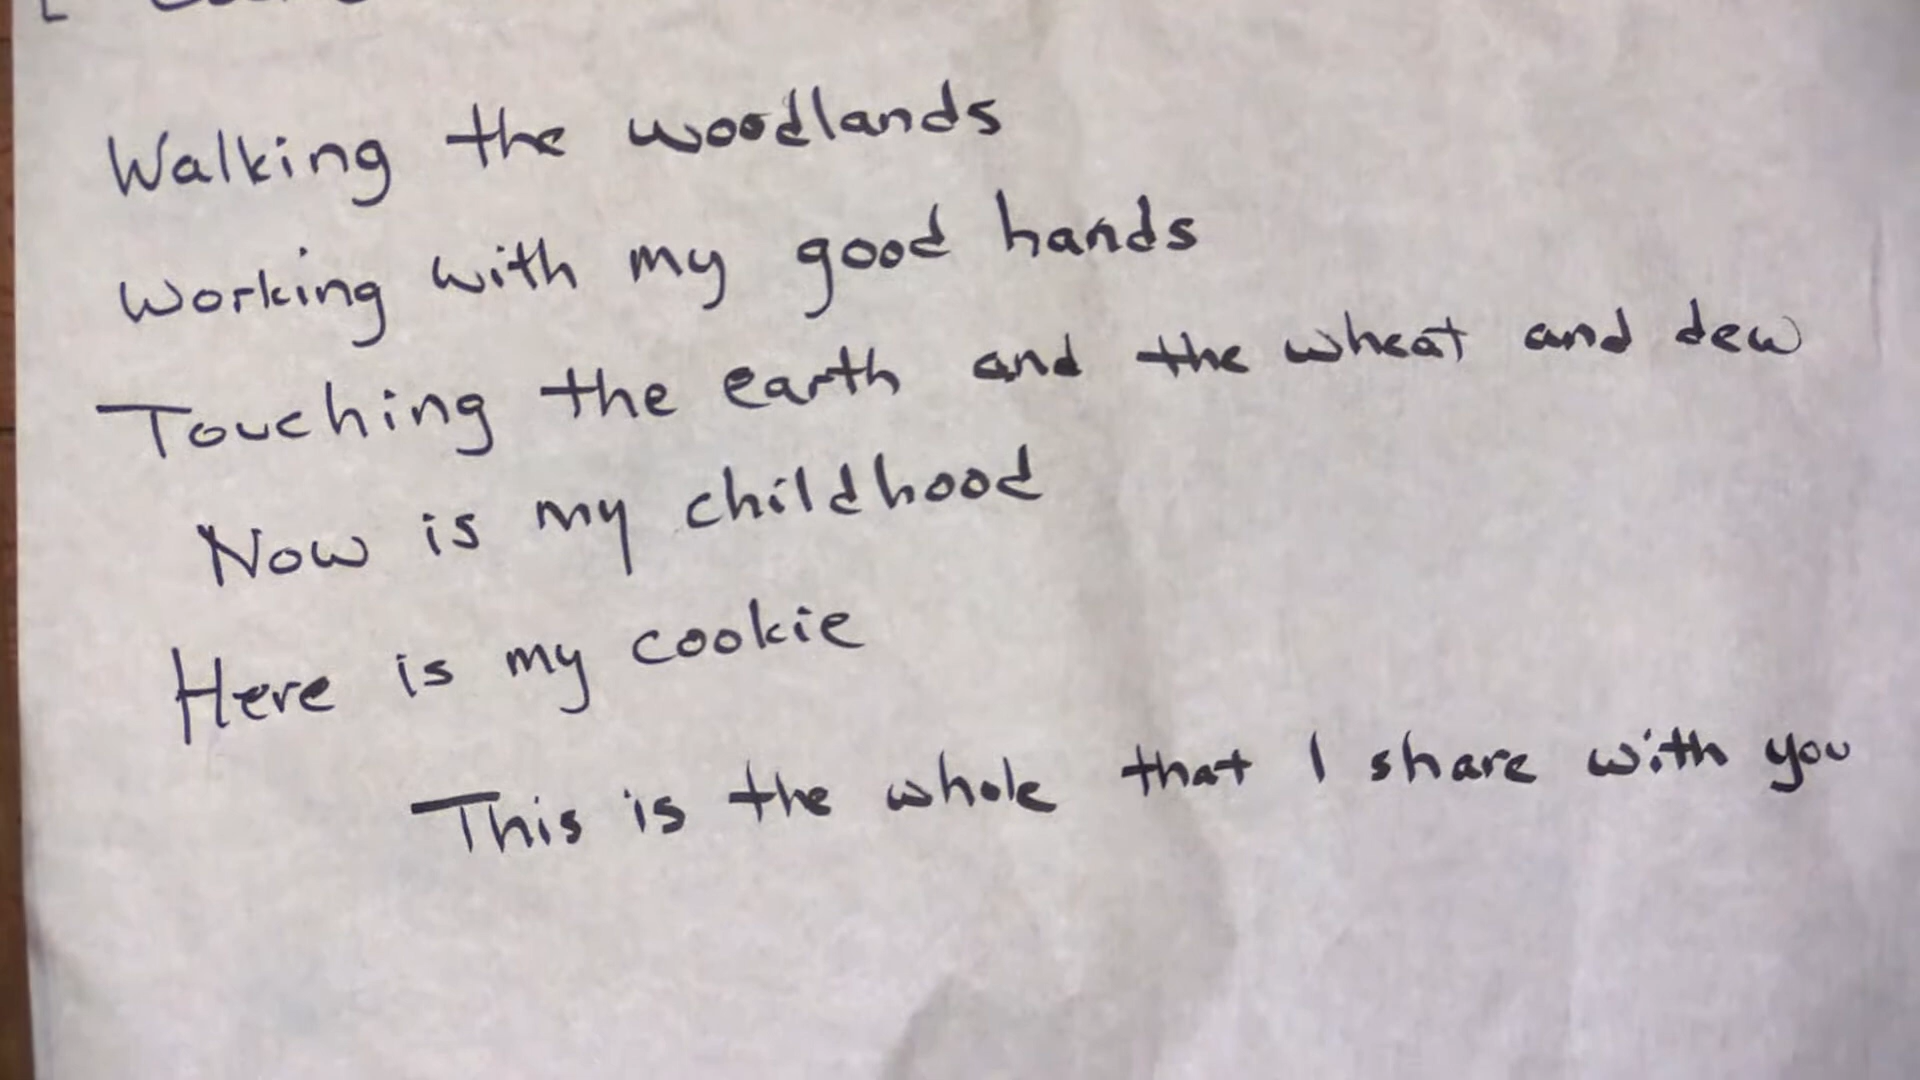 Walking the woodlands
Working with my good hands
Touching the earth and the wheat and dew
Now is my childhood
Here is my cookie
This is the whole that I share with you